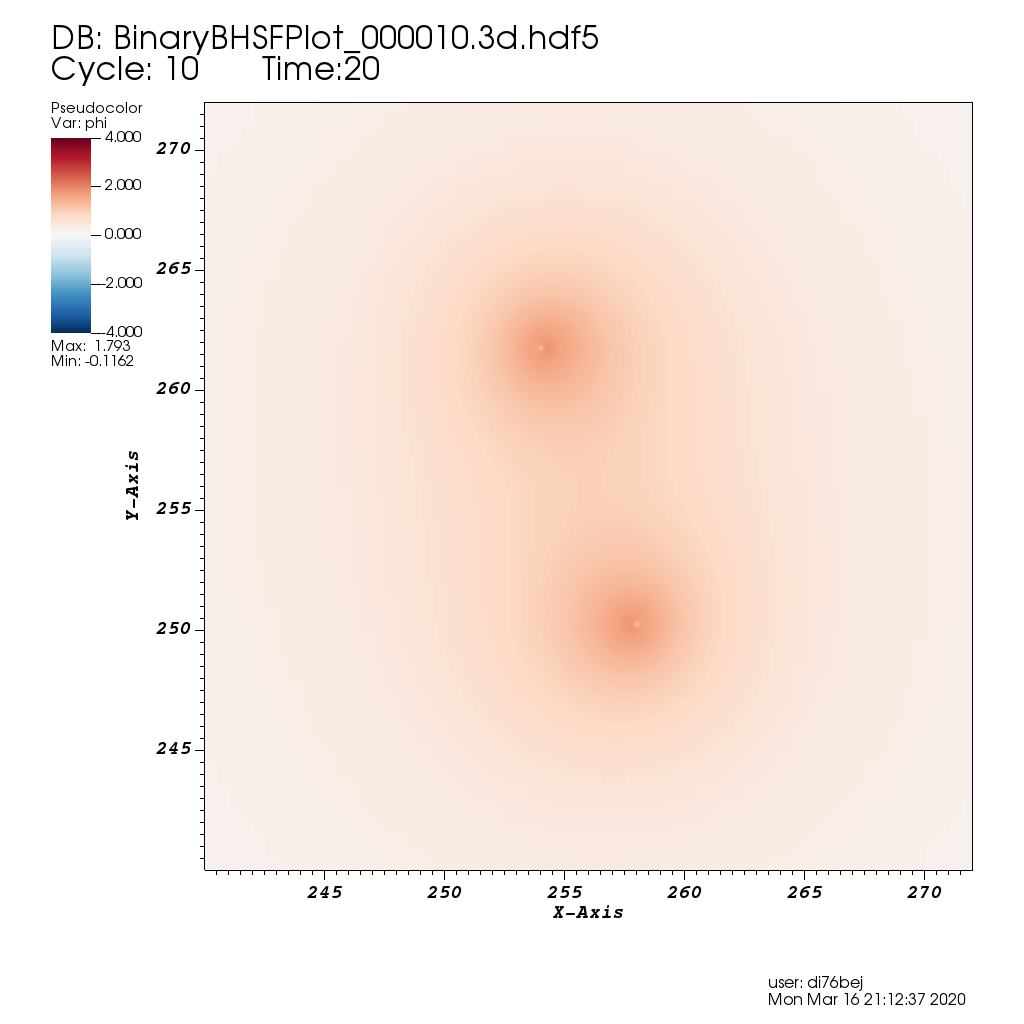 DB: BinaryBHSFPlot_000010.3d.hdf5
Cycle: 10 Time:20
Pseudocolor
Var: phi
4.000
2.000
0.000
-2.000
-4.000
Max: 1.793
Min: -0.1162
270
265
260
255
250
245
Y-Axis
245 250 255 260 265 270
X-Axis
user: di76bej
Mon Mar 16 21:12:37 2020